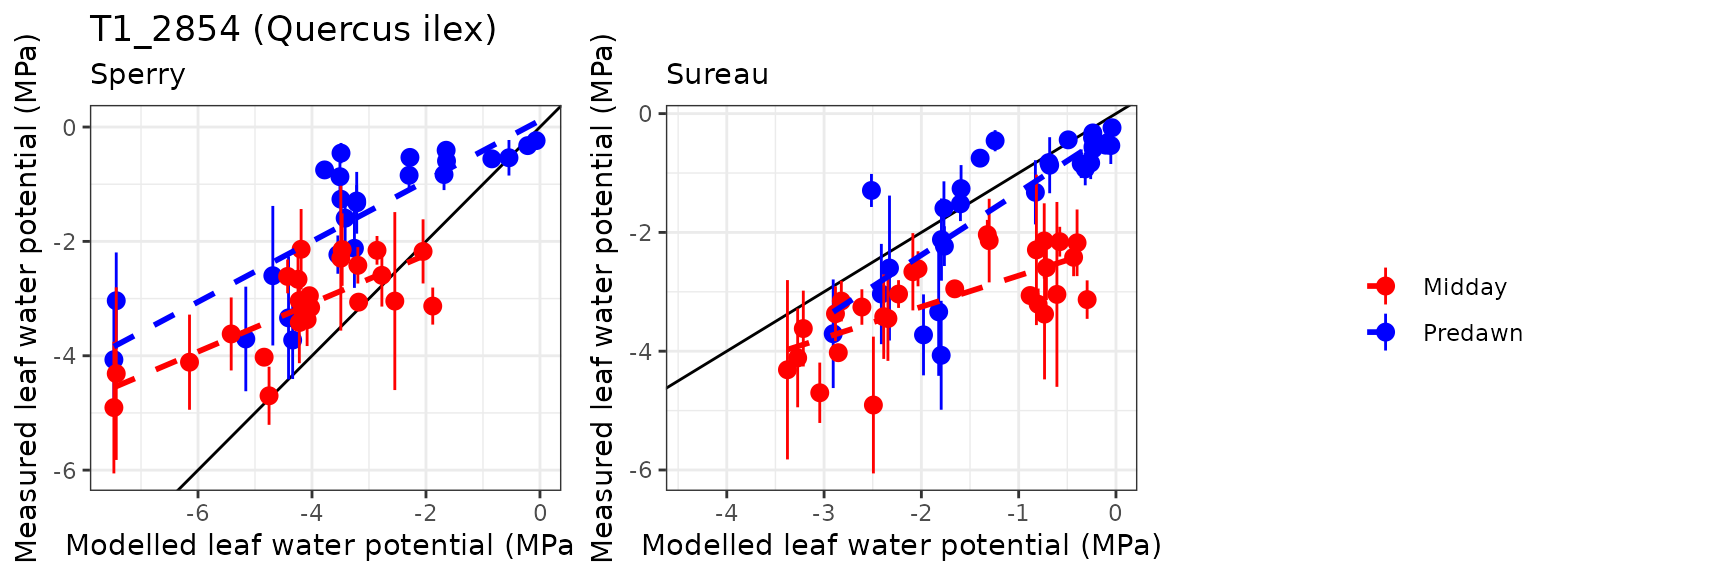 T1_2854 (Quercus ilex)
Sperry
Measured leaf water potential (MPa)
0
-2
-4
-6
-6
-4
-2
0
Modelled leaf water potential (MPa
Sureau
Measured leaf water potential (MPa)
0
-2
-4
-6
-4
-3
-2
-1
0
Modelled leaf water potential (MPa)
Midday
Predawn